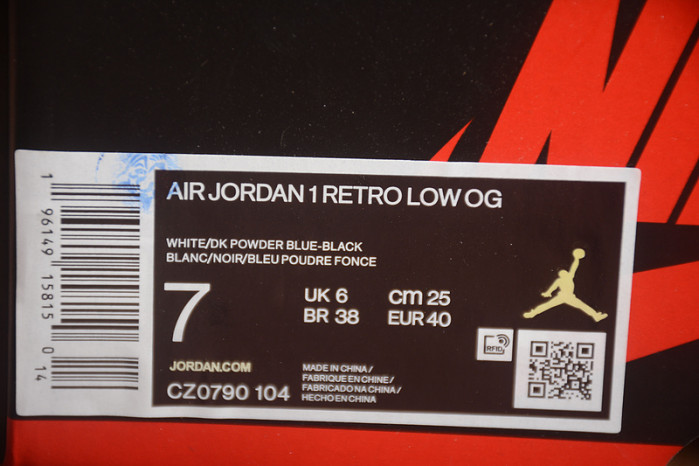 AIR JORDAN 1 RETRO LOW OG
WHITE/DK POWDER BLUE-BLACK
BLANC/NOIR/BLEU POUDRE FONCE
7
UK 6 cm 25
BR 38 EUR 40
JORDAN.COM
CZ0790 104
MADE IN CHINA/
FABRIQUE EN CHINE/
FABRICADO NA CHINA/
HECHO EN CHINA
RFID
1 96149 15815 0 14